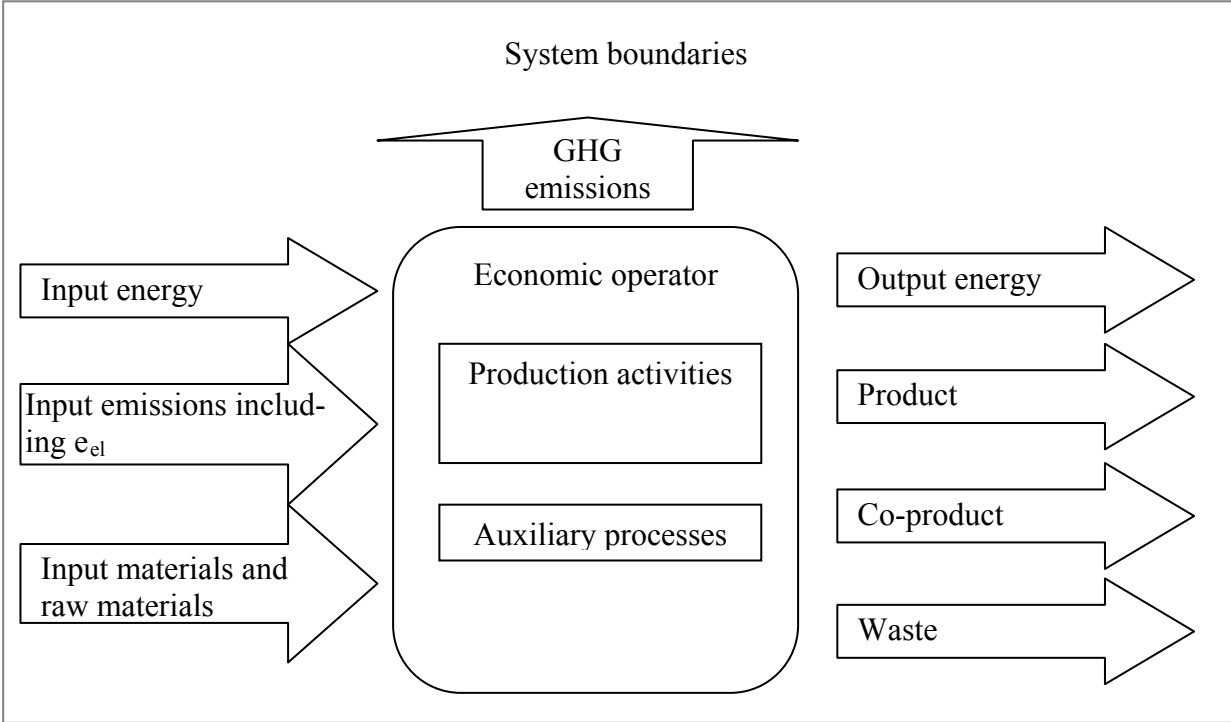 System boundaries
GHG
emissions
Input energy
Input emissions includ-
ing eel
Input materials and
raw materials
Economic operator
Production activities
Auxiliary processes
Output energy
Product
Co-product
Waste